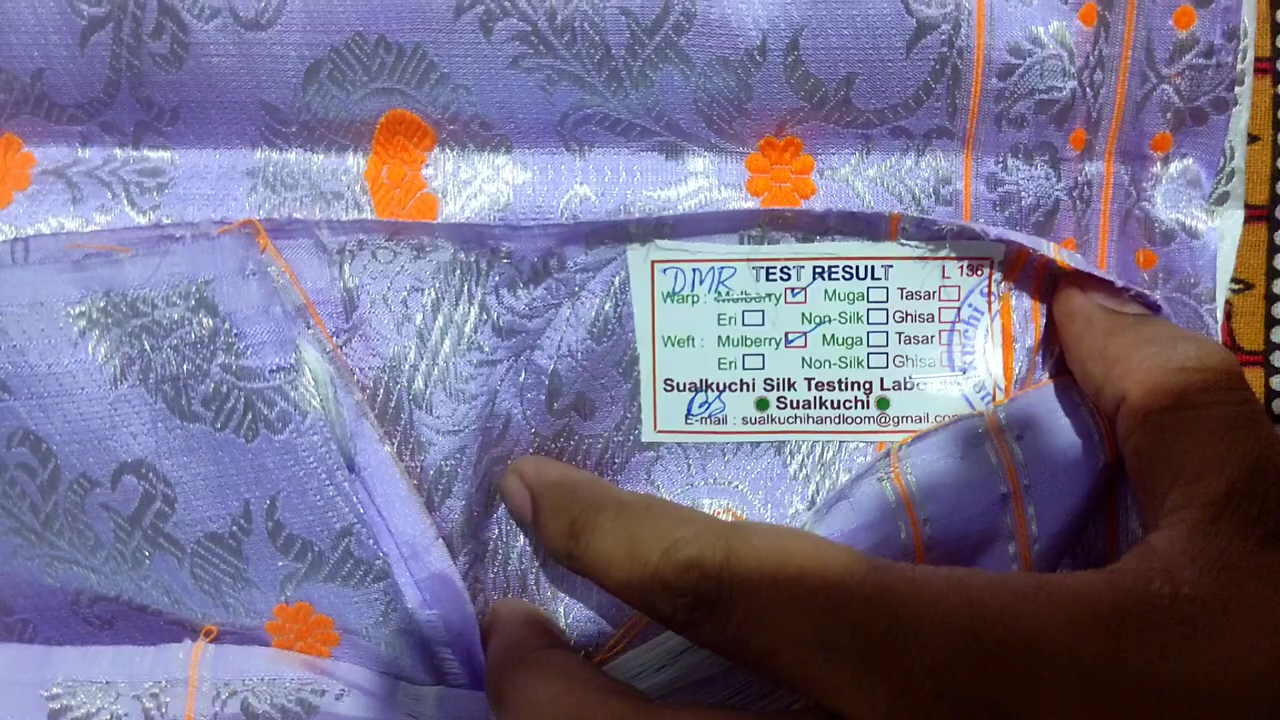 DMR TEST RESULT L 136
Warp : Mulberry Muga Tasar
Eri Non-Silk Ghisa
Weft : Mulberry Muga Tasar
Eri Non-Silk Ghisa
Sualkuchi Silk Testing
Sualkuchi
E-mail : sualkuchihandloom@gmail.co